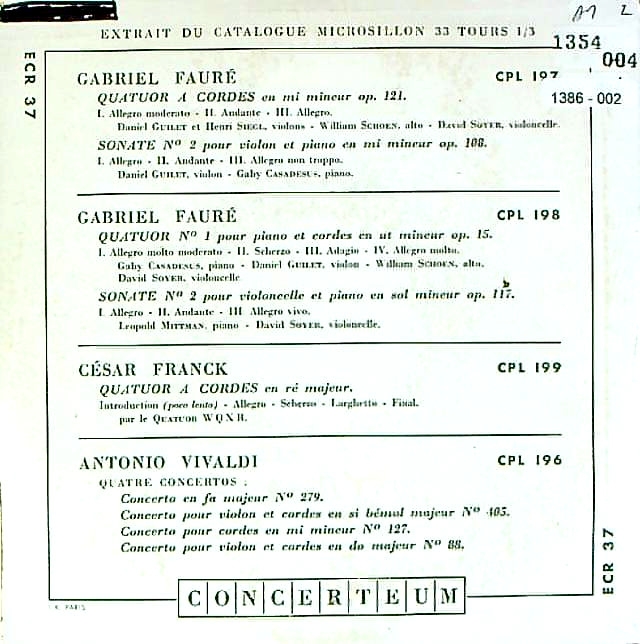 A1 2
EXTRAIT DU CATALOGUE MICROSILLON 33 TOURS 1/3
1354
004
1386 - 002
ECR 37
GABRIEL FAURÉ CPL 197
QUATUOR A CORDES en mi mineur op. 121.
I. Allegro moderato - II. Andante - III. Allegro.
Daniel GUILET et Henri SIEGL, violons - William SCHOEN, alto - David SOYER, violoncelle.
SONATE Nº 2 pour violon et piano en mi mineur op. 108.
I. Allegro - II. Andante - III. Allegro non troppo.
Daniel GUILET, violon - Gaby CASADESUS, piano.
GABRIEL FAURÉ CPL 198
QUATUOR Nº 1 pour piano et cordes en ut mineur op. 15.
I. Allegro molto moderato - II. Scherzo - III. Adagio - IV. Allegro molto.
Gaby CASADESUS, piano - Daniel GUILET, violon - William SCHOEN, alto.
David SOYER, violoncelle
SONATE Nº 2 pour violoncelle et piano en sol mineur op. 117.
I. Allegro - II. Andante - III Allegro vivo.
Leopold MITTMAN, piano - David SOYER, violoncelle.
CÉSAR FRANCK CPL 199
QUATUOR A CORDES en ré majeur.
Introduction (poco lento) - Allegro - Scherzo - Larghetto - Final.
par le QUATUOR W Q X R.
ANTONIO VIVALDI CPL 196
QUATRE CONCERTOS :
Concerto en fa majeur Nº 279.
Concerto pour violon et cordes en si bémol majeur Nº 405.
Concerto pour cordes en mi mineur Nº 127.
Concerto pour violon et cordes en do majeur Nº 88.
ECR 37
PARIS
CONCERTEUM